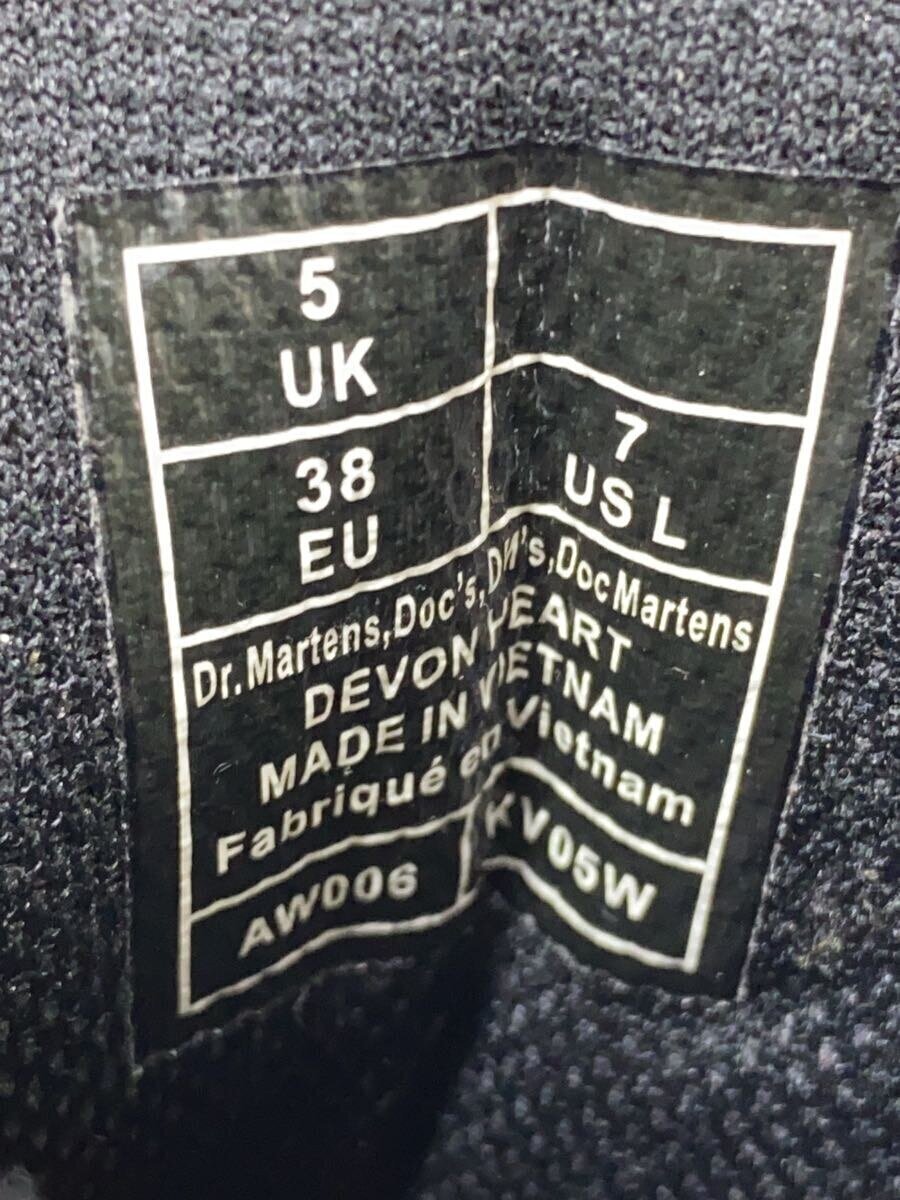 5
UK
38
EU
7
US L
Dr.Martens,Doc's,DM's,DocMartens
DEVON HEART
MADE IN VIETNAM
Fabriqué en Vietnam
AW006
KV05W